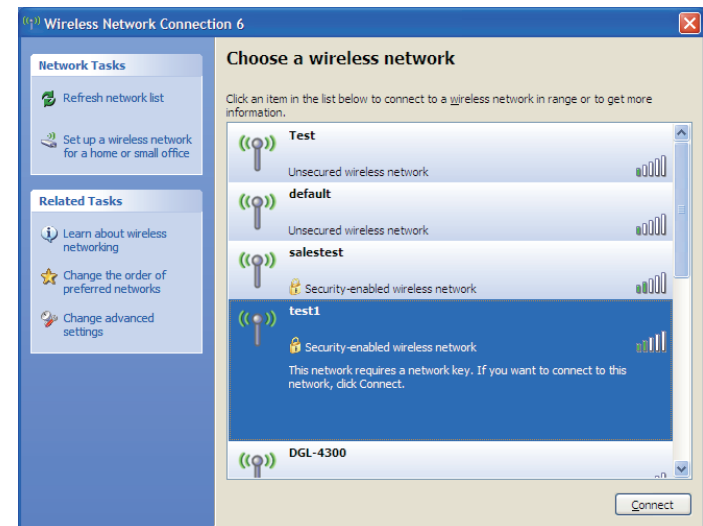 Wireless Network Connection 6
Network Tasks
Refresh network list
Set up a wireless network
for a home or small office
Related Tasks
Learn about wireless
networking
Change the order of
preferred networks
Change advanced
settings
Choose a wireless network
Click an item in the list below to connect to a wireless network in range or to get more
information.
Test
Unsecured wireless network
default
Unsecured wireless network
salestest
Security-enabled wireless network
test1
Security-enabled wireless network
This network requires a network key. If you want to connect to this
network, click Connect.
DGL-4300
Connect